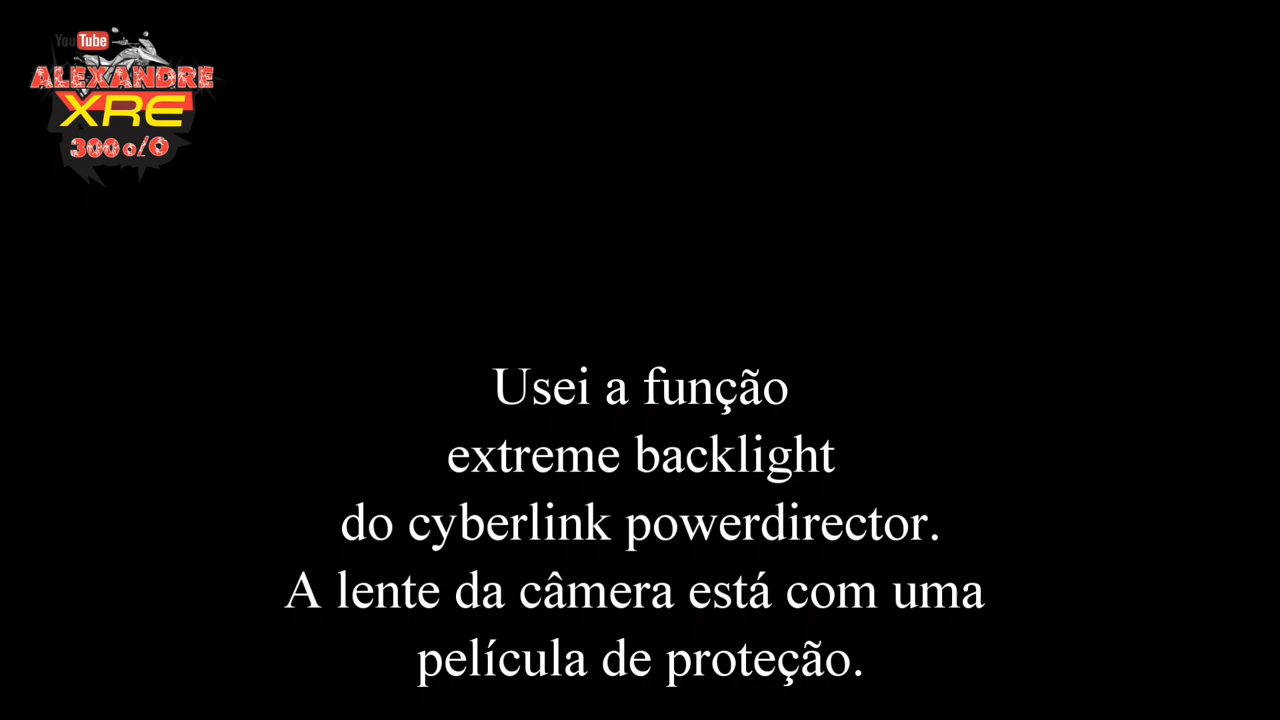 YouTube
ALEXANDRE
XRE
300 o/O
Usei a função
extreme backlight
do cyberlink powerdirector.
A lente da câmera está com uma
película de proteção.